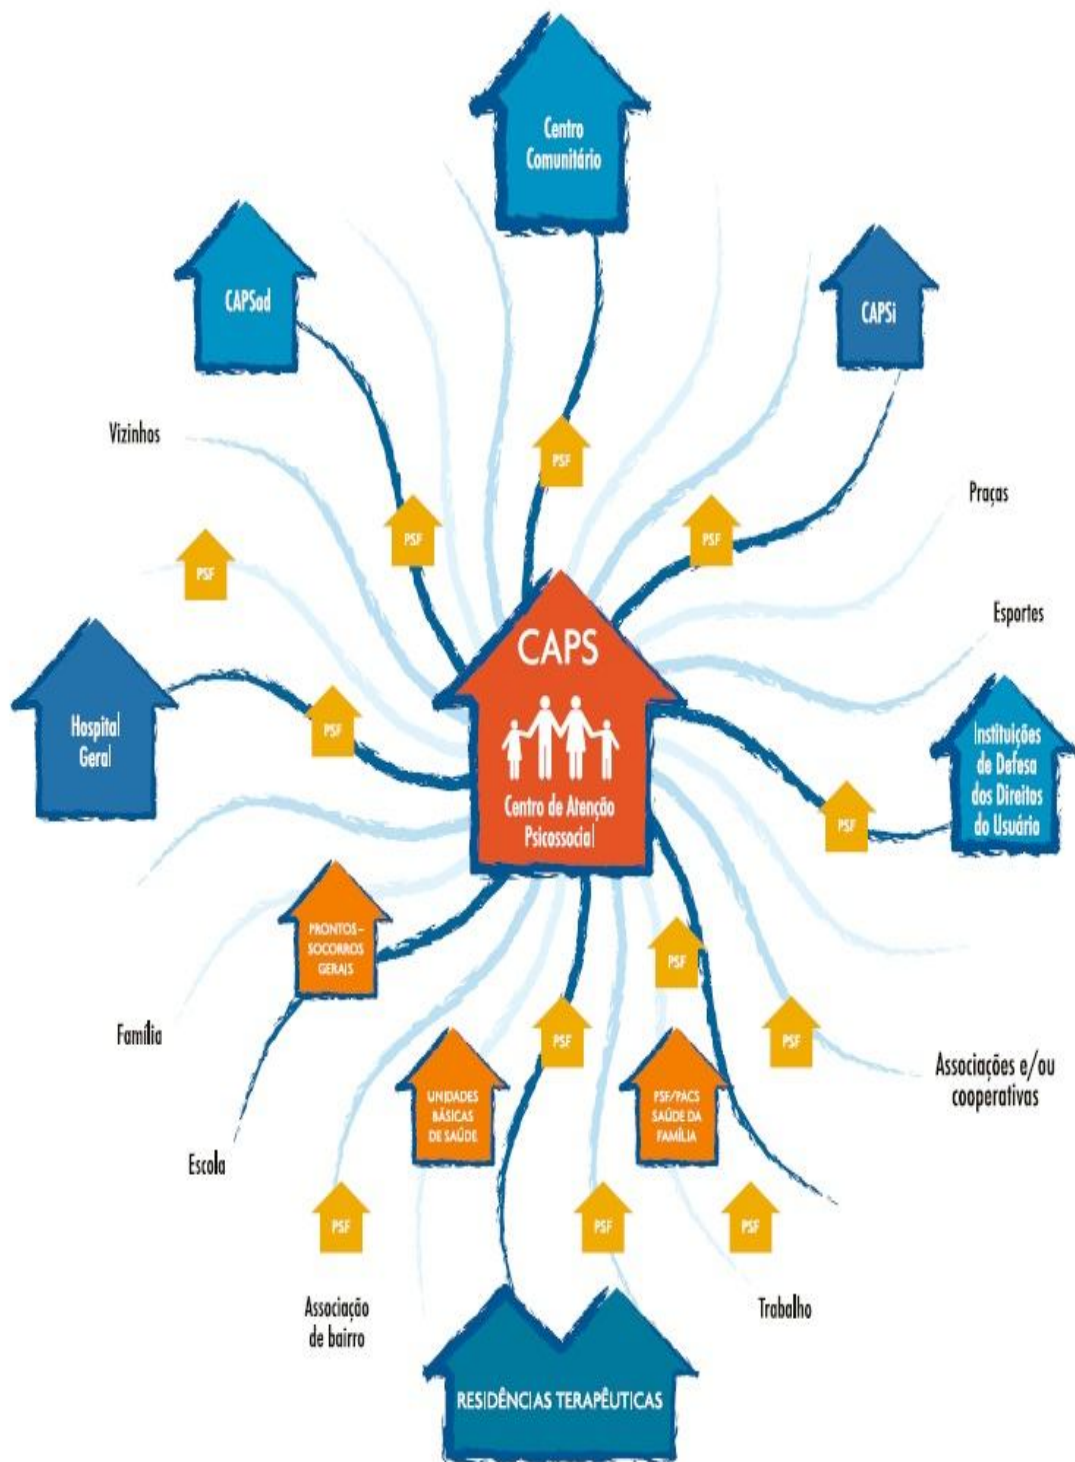 Centro
Comunitário
CAPSad
CAPSi
Vizinhos
PSF
PSF
PSF
Praças
PSF
Esportes
CAPS
Hospital
Geral
PSF
Instituições
de Defesa
dos Direitos
do Usuário
Centro de Atenção
Psicossocial
PSF
PRONTOS–
SOCORROS
GERAIS
PSF
Família
PSF
PSF
Associações e/ou
cooperativas
UNIDADES
BÁSICAS
DE SAÚDE
PSF/PACS
SAÚDE DA
FAMÍLIA
Escola
PSF
PSF
PSF
Associação
de bairro
Trabalho
RESIDÊNCIAS TERAPÊUTICAS